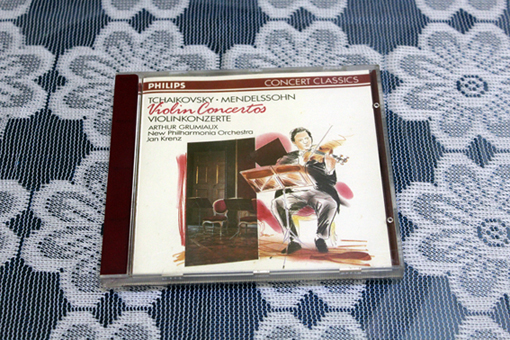 PHILIPS CONCERT CLASSICS
TCHAIKOVSKY • MENDELSSOHN
Violin Concertos
VIOLINKONZERTE
ARTHUR GRUMIAUX
New Philharmonia Orchestra
Jan Krenz